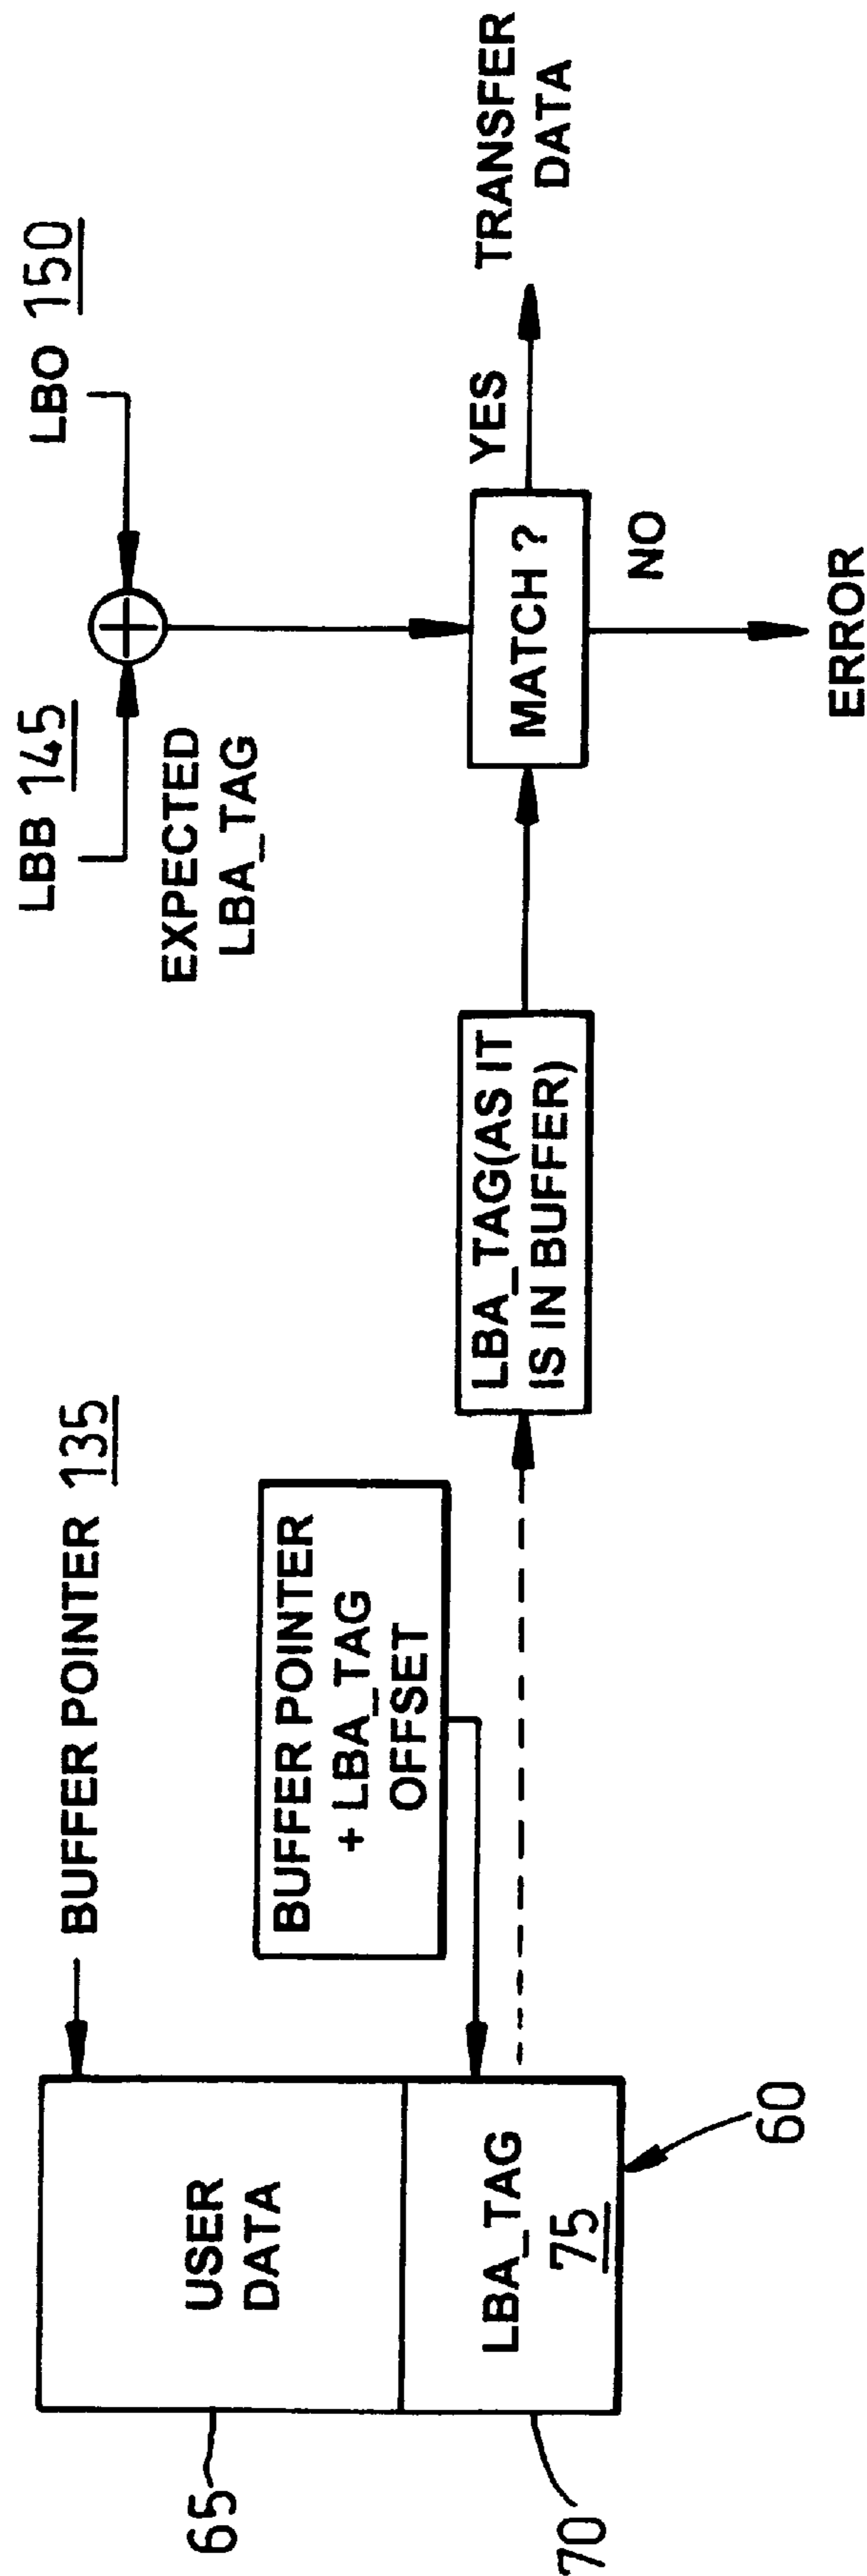 65
USER
DATA
70
LBA_TAG
75
60
BUFFER POINTER 135
BUFFER POINTER
+ LBA_TAG
OFFSET
LBA_TAG(AS IT
IS IN BUFFER)
LBB 145
LBO 150
EXPECTED
LBA_TAG
MATCH ?
YES
TRANSFER
DATA
NO
ERROR